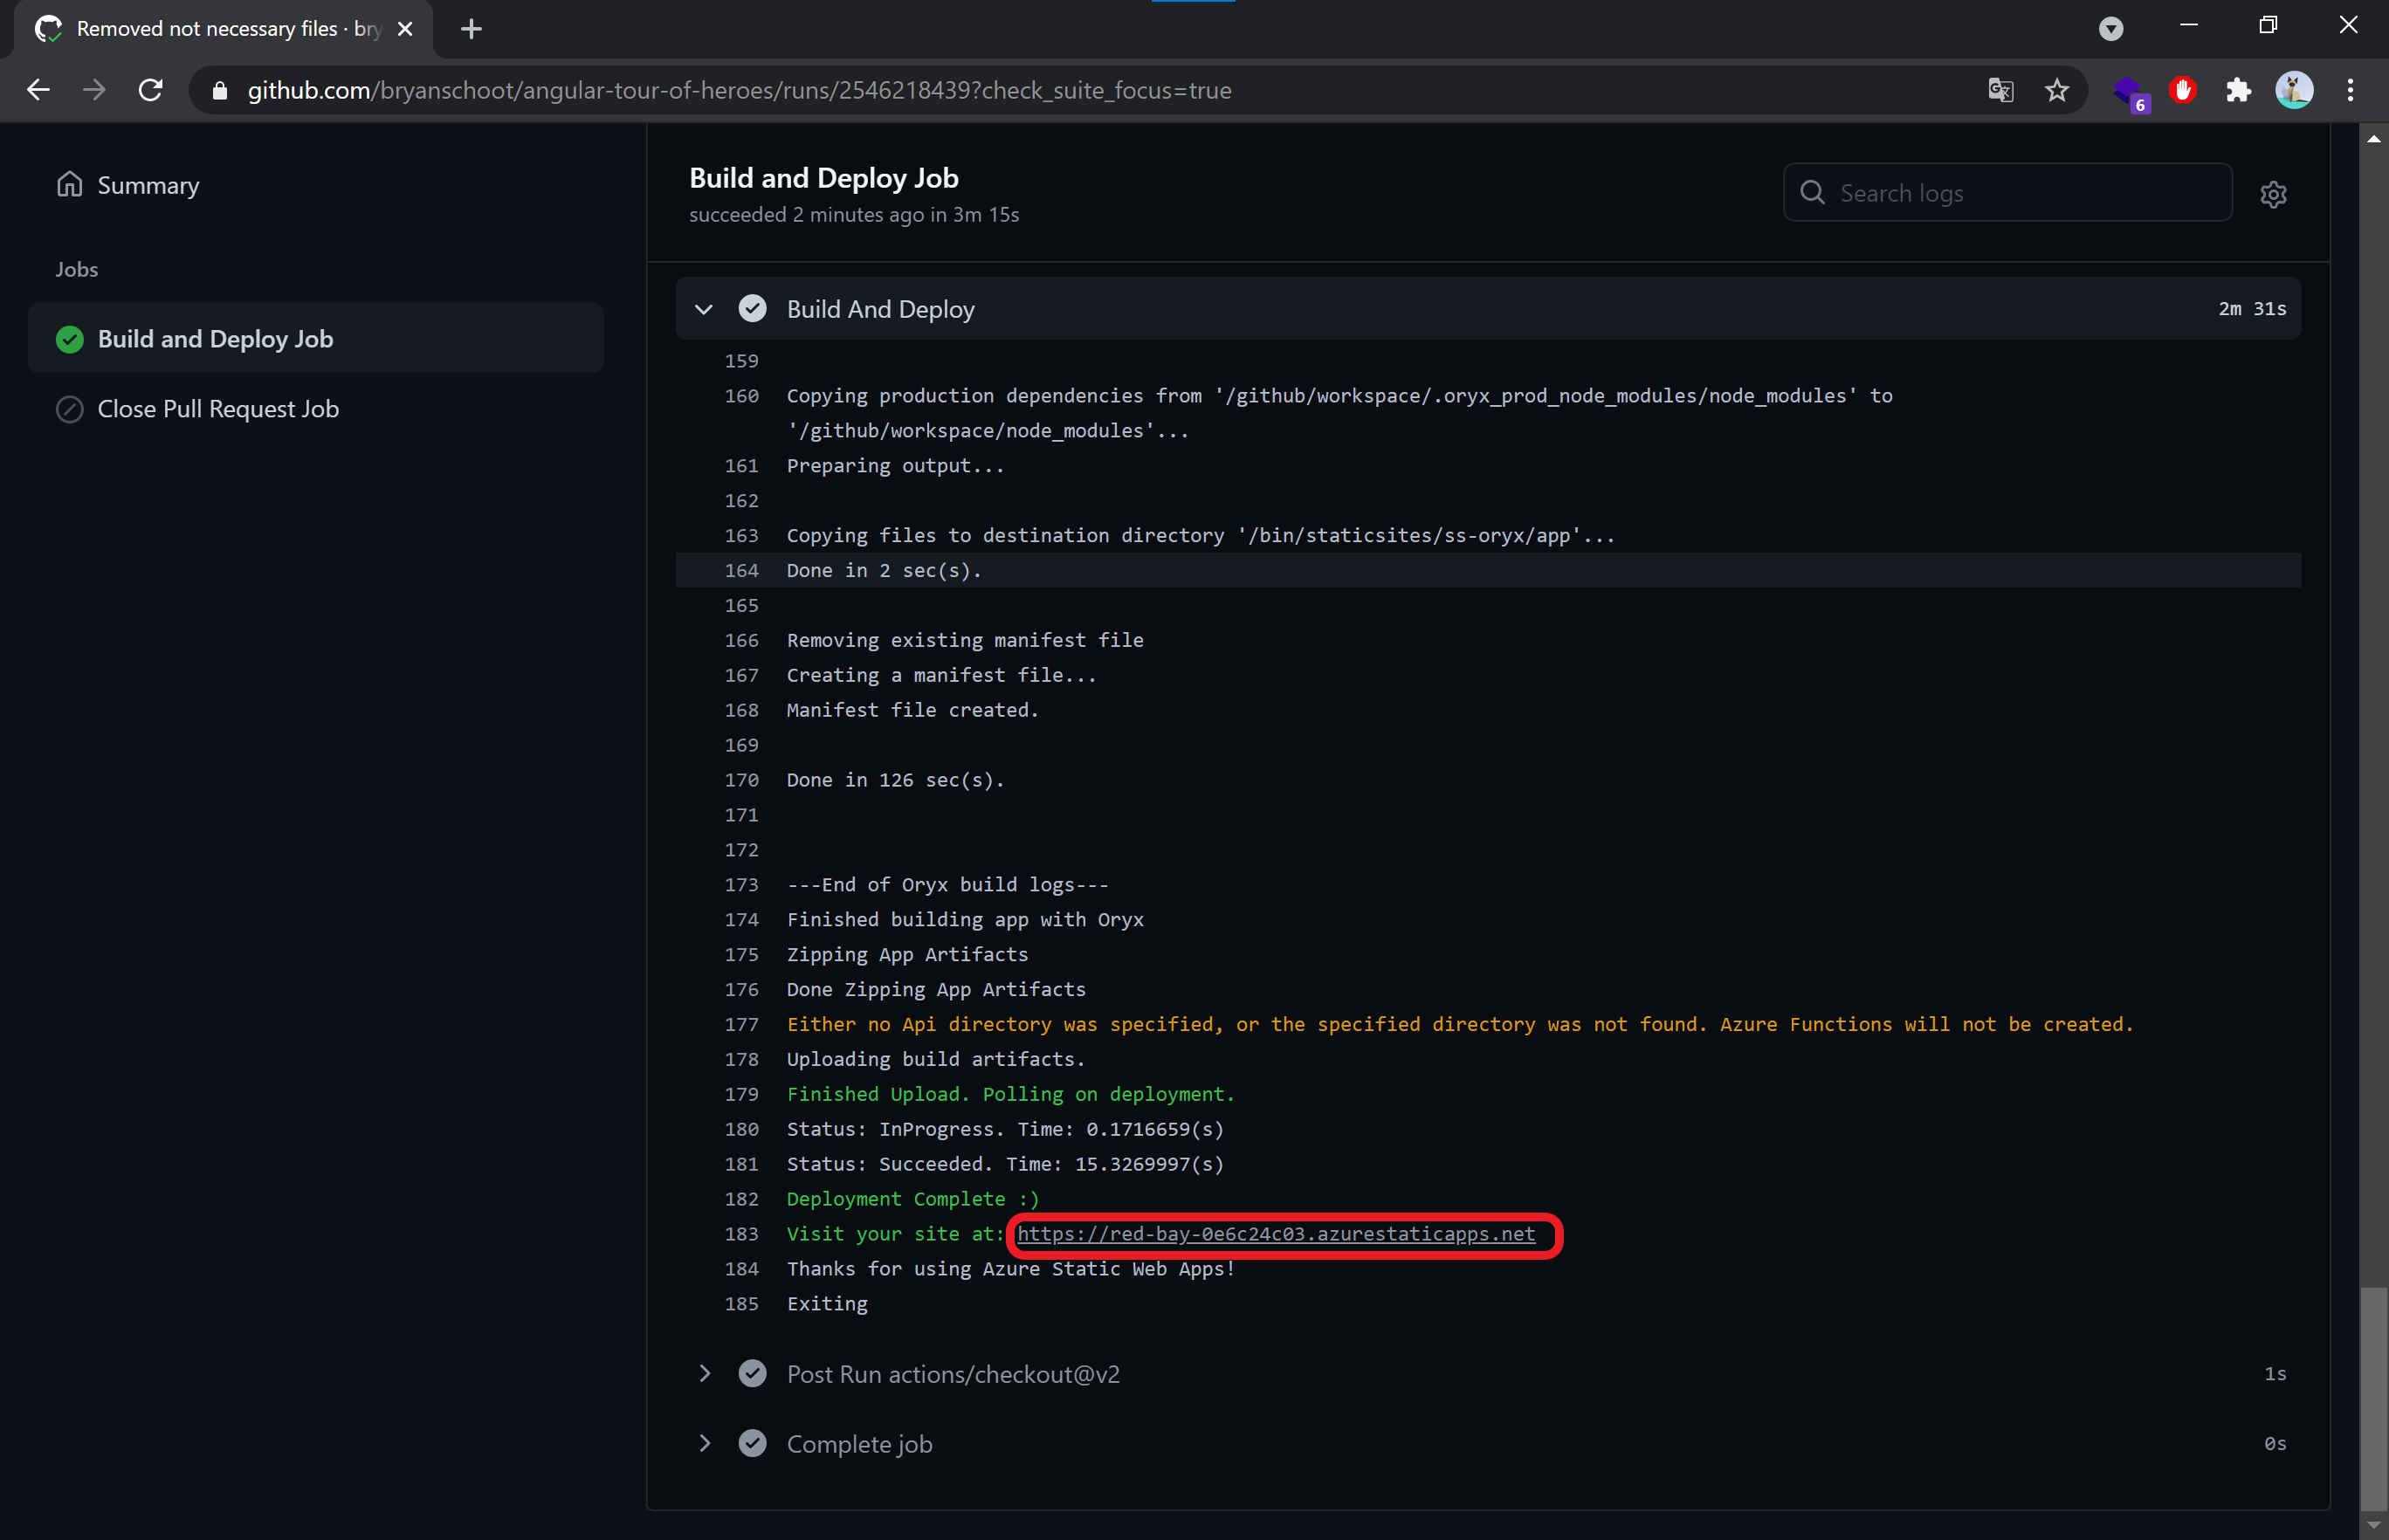 Removed not necessary files · bry
github.com/bryanschoot/angular-tour-of-heroes/runs/2546218439?check_suite_focus=true
6
Summary
Jobs
Build and Deploy Job
Close Pull Request Job
Build and Deploy Job
succeeded 2 minutes ago in 3m 15s
Search logs
Build And Deploy 2m 31s
159
160 Copying production dependencies from '/github/workspace/.oryx_prod_node_modules/node_modules' to
'/github/workspace/node_modules'...
161 Preparing output...
162
163 Copying files to destination directory '/bin/staticsites/ss-oryx/app'...
164 Done in 2 sec(s).
165
166 Removing existing manifest file
167 Creating a manifest file...
168 Manifest file created.
169
170 Done in 126 sec(s).
171
172
173 ---End of Oryx build logs---
174 Finished building app with Oryx
175 Zipping App Artifacts
176 Done Zipping App Artifacts
177 Either no Api directory was specified, or the specified directory was not found. Azure Functions will not be created.
178 Uploading build artifacts.
179 Finished Upload. Polling on deployment.
180 Status: InProgress. Time: 0.1716659(s)
181 Status: Succeeded. Time: 15.3269997(s)
182 Deployment Complete :)
183 Visit your site at: https://red-bay-0e6c24c03.azurestaticapps.net
184 Thanks for using Azure Static Web Apps!
185 Exiting
Post Run actions/checkout@v2 1s
Complete job 0s